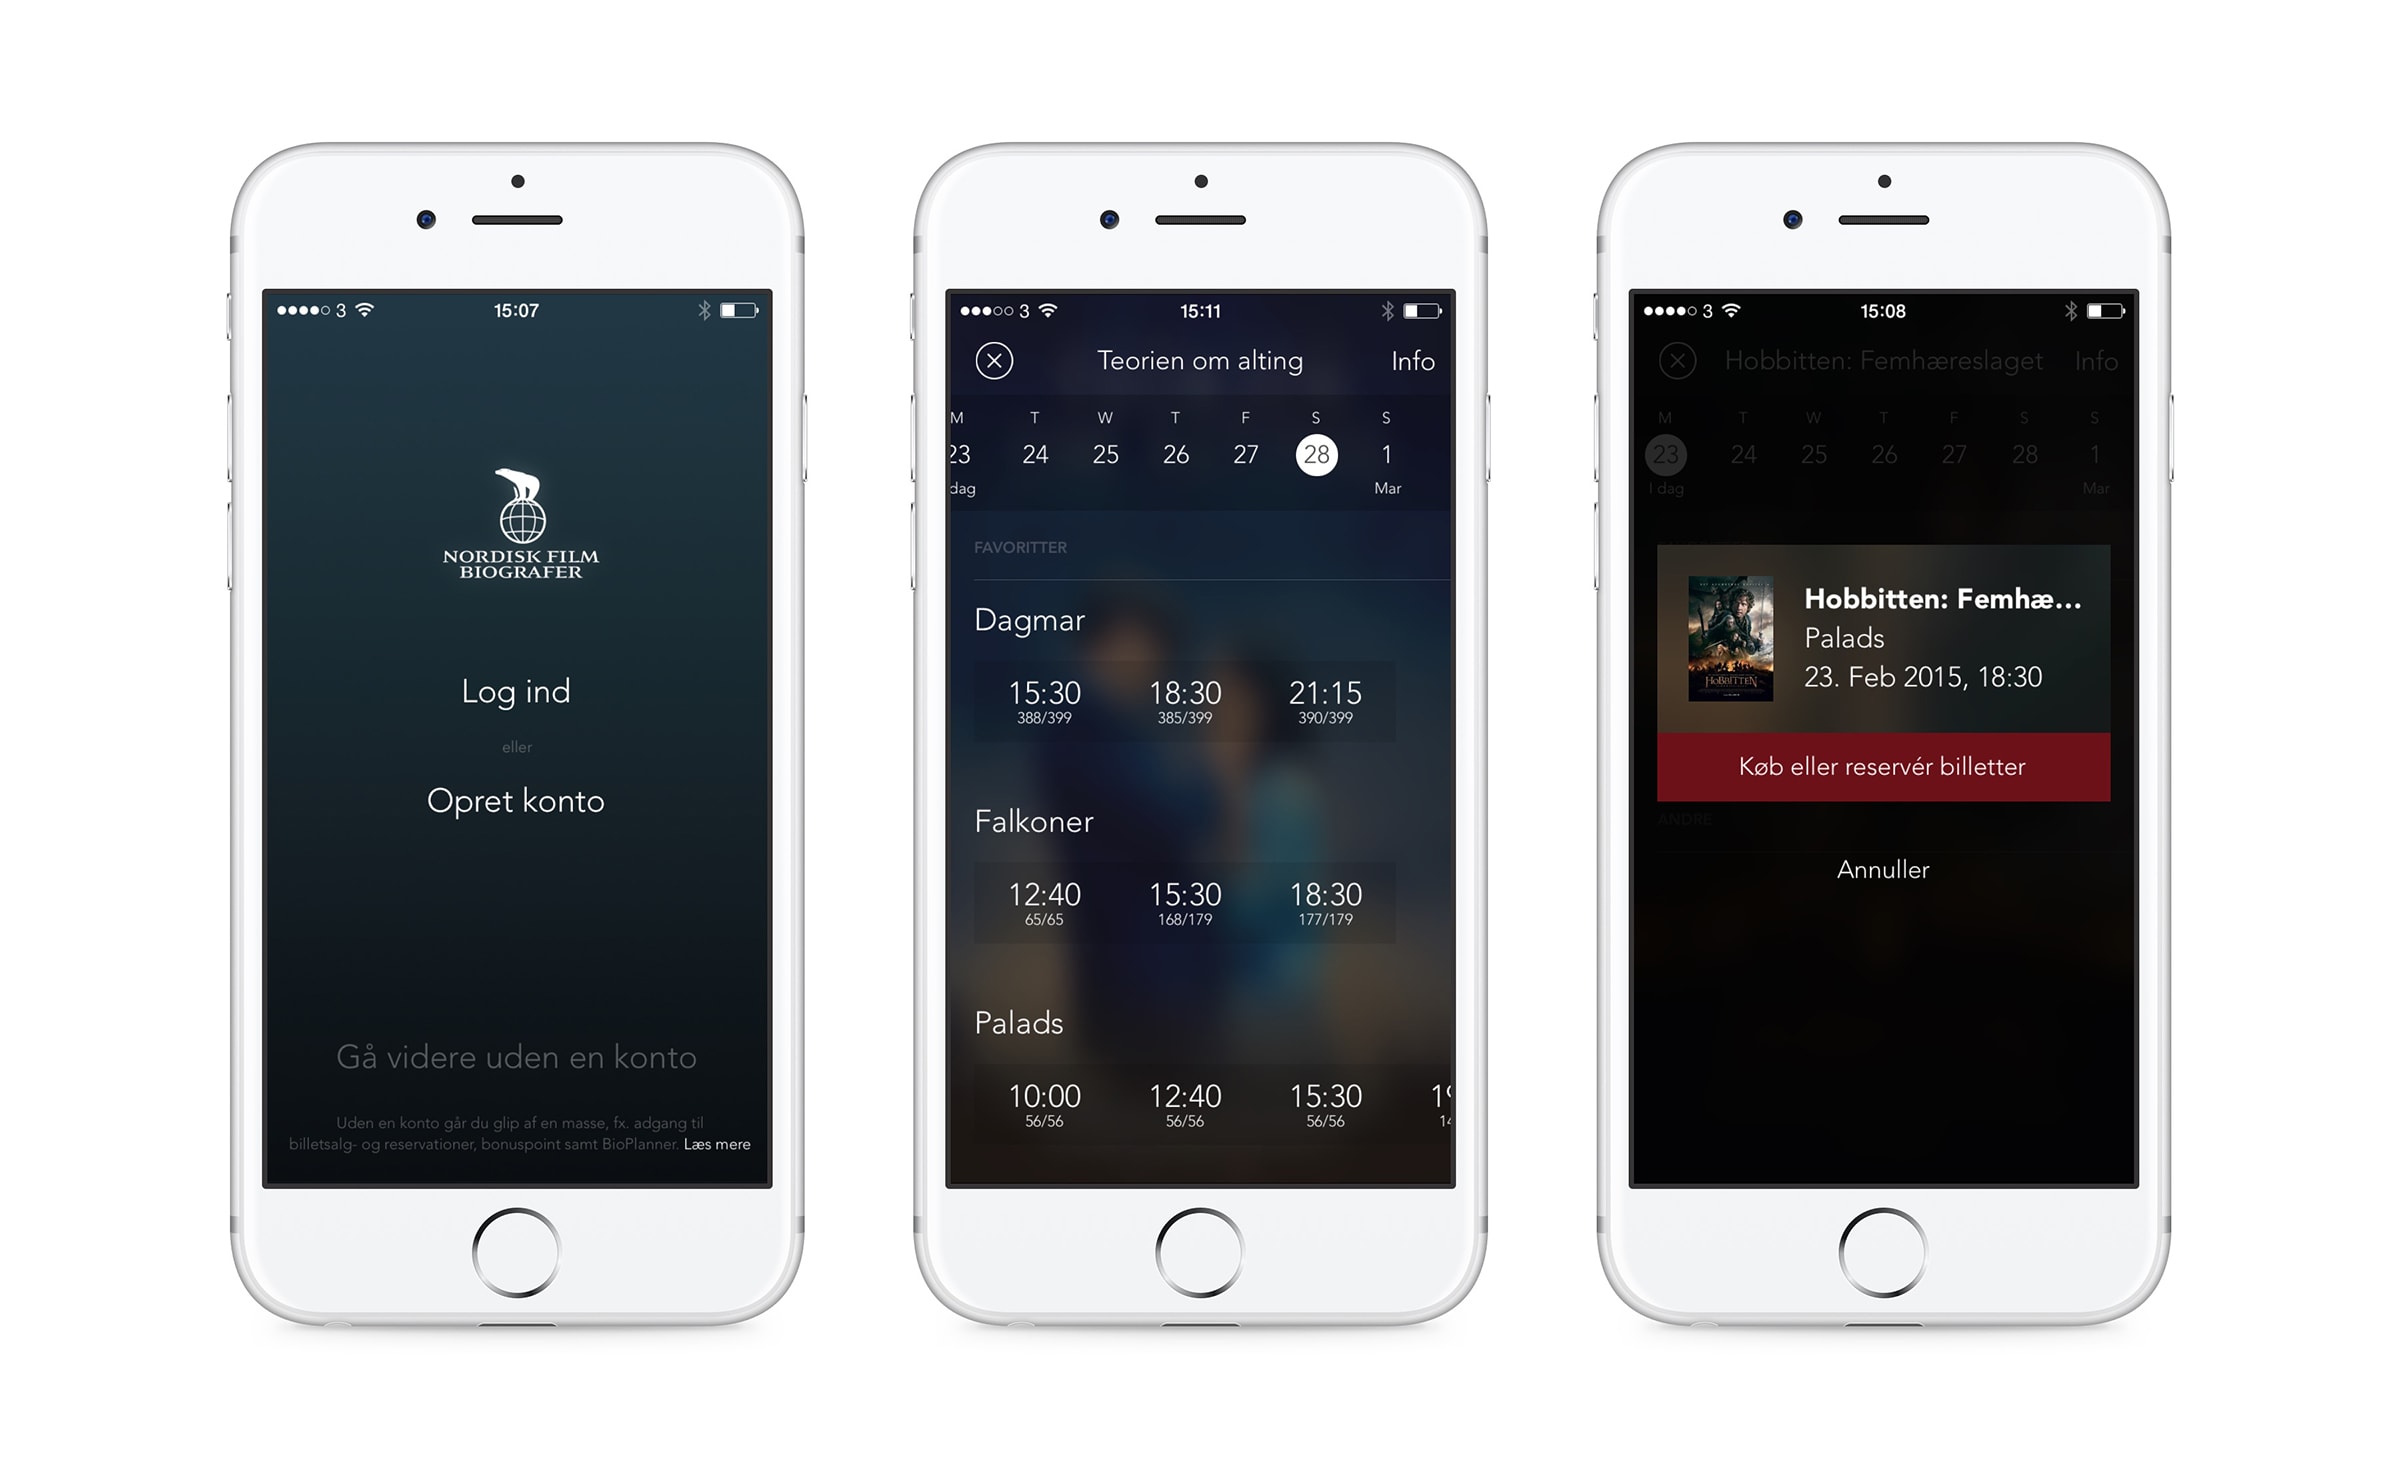 3 15:07
NORDISK FILM
BIOGRAFER
Log ind
eller
Opret konto
Gå videre uden en konto
Uden en konto går du glip af en masse, fx. adgang til
billetsalg- og reservationer, bonuspoint samt BioPlanner. Læs mere
3 15:11
Teorien om alting Info
M T W T F S S
23 24 25 26 27 28 1
dag Mar
FAVORITTER
Dagmar
15:30 18:30 21:15
388/399 385/399 390/399
Falkoner
12:40 15:30 18:30
65/65 168/179 177/179
Palads
10:00 12:40 15:30
56/56 56/56 56/56
3 15:08
Hobbitten: Femhæreslaget Info
M T W T F S S
23 24 25 26 27 28 1
I dag Mar
HOBBITTEN
Hobbitten: Femhæ...
Palads
23. Feb 2015, 18:30
Køb eller reservér billetter
ANDRE
Annuller